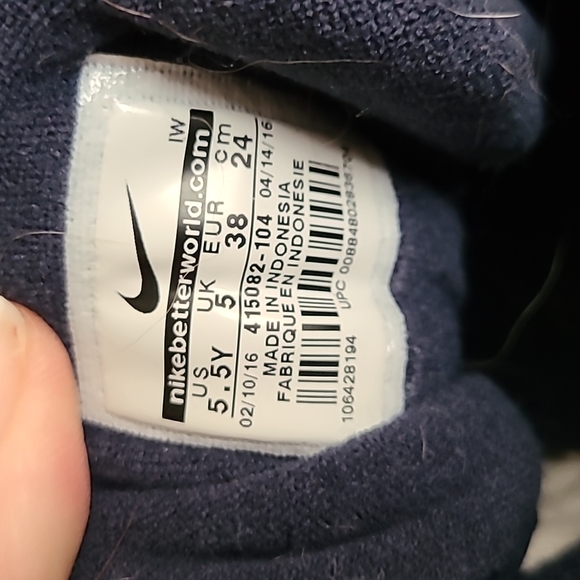 IW
nikebetterworld.com
US UK EUR cm
5.5Y 5 38 24
02/10/16 415082-104 04/14/16
MADE IN INDONESIA
FABRIQUE EN INDONESIE
106428194 UPC